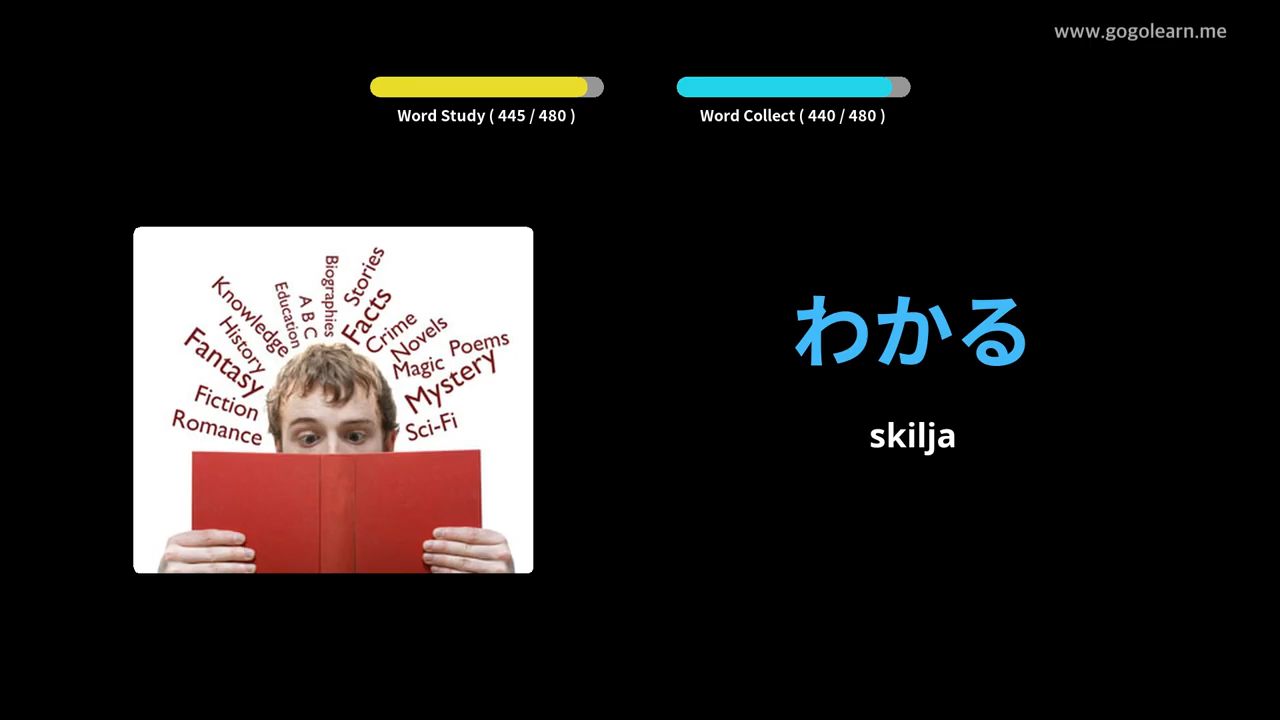 www.gogolearn.me
Word Study ( 445 / 480 )
Word Collect ( 440 / 480 )
Biographies
Stories
Education
A B C
Facts
Knowledge
Crime
History
Novels
Poems
Fantasy
Magic
Mystery
Fiction
Sci-Fi
Romance
わかる
skilja